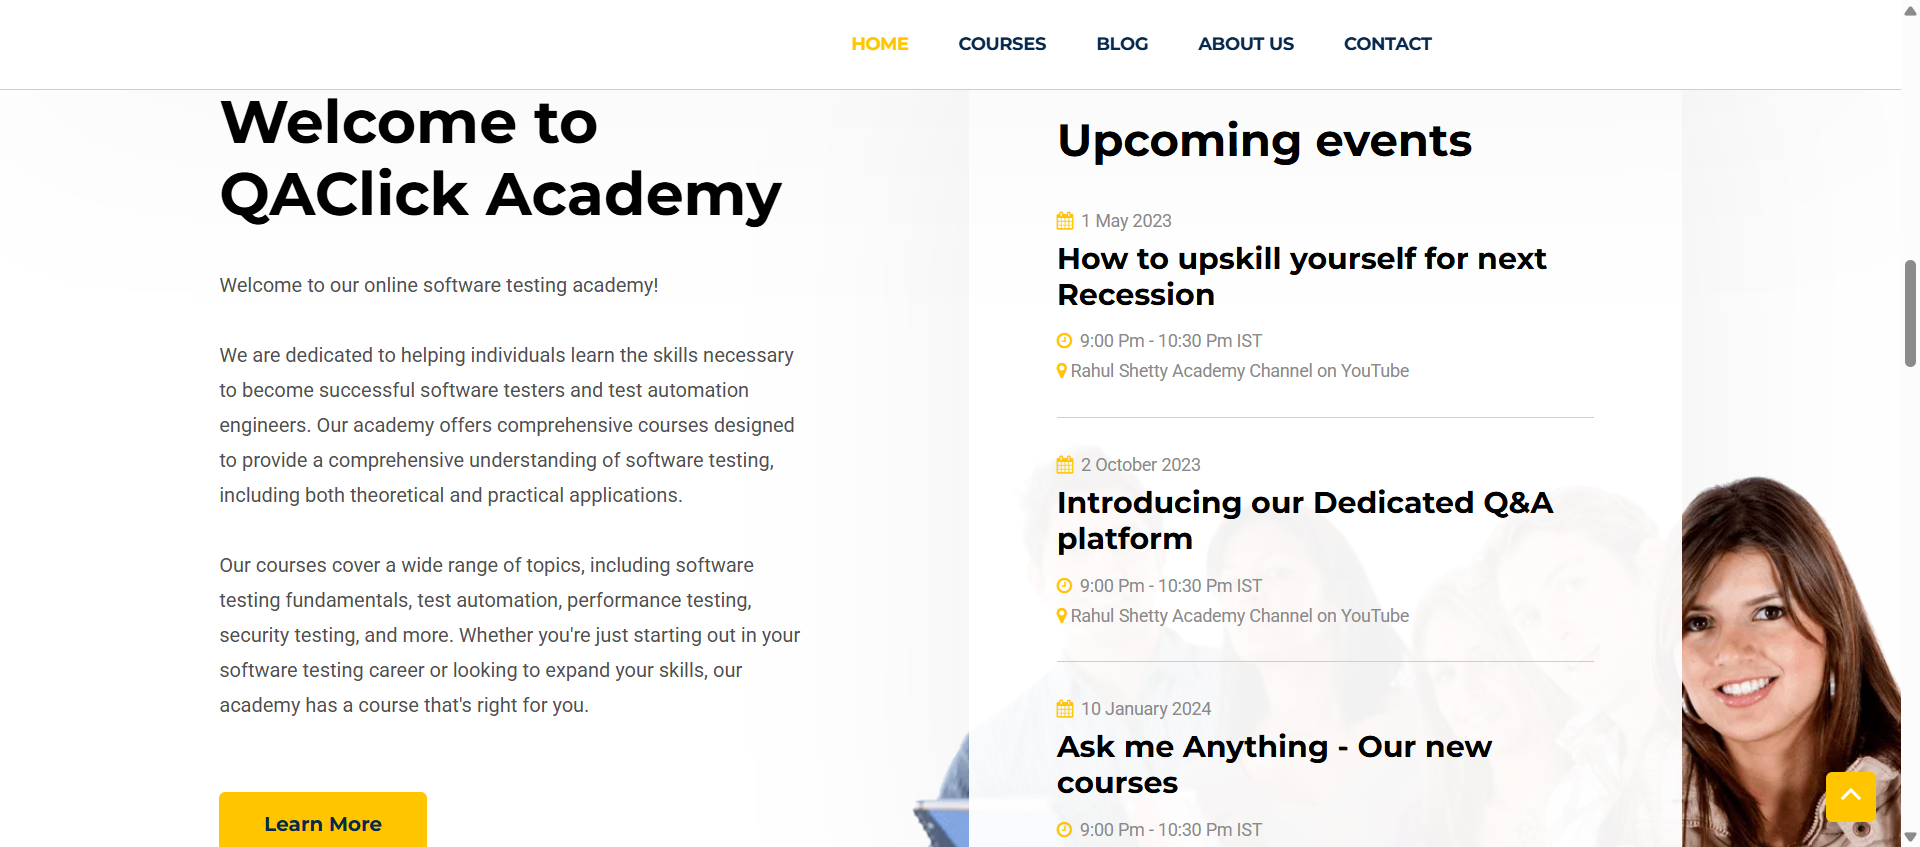 HOME COURSES BLOG ABOUT US CONTACT
Welcome to
QAClick Academy
Welcome to our online software testing academy!
We are dedicated to helping individuals learn the skills necessary
to become successful software testers and test automation
engineers. Our academy offers comprehensive courses designed
to provide a comprehensive understanding of software testing,
including both theoretical and practical applications.
Our courses cover a wide range of topics, including software
testing fundamentals, test automation, performance testing,
security testing, and more. Whether you're just starting out in your
software testing career or looking to expand your skills, our
academy has a course that's right for you.
Learn More
Upcoming events
1 May 2023
How to upskill yourself for next
Recession
9:00 Pm - 10:30 Pm IST
Rahul Shetty Academy Channel on YouTube
2 October 2023
Introducing our Dedicated Q&A
platform
9:00 Pm - 10:30 Pm IST
Rahul Shetty Academy Channel on YouTube
10 January 2024
Ask me Anything - Our new
courses
9:00 Pm - 10:30 Pm IST